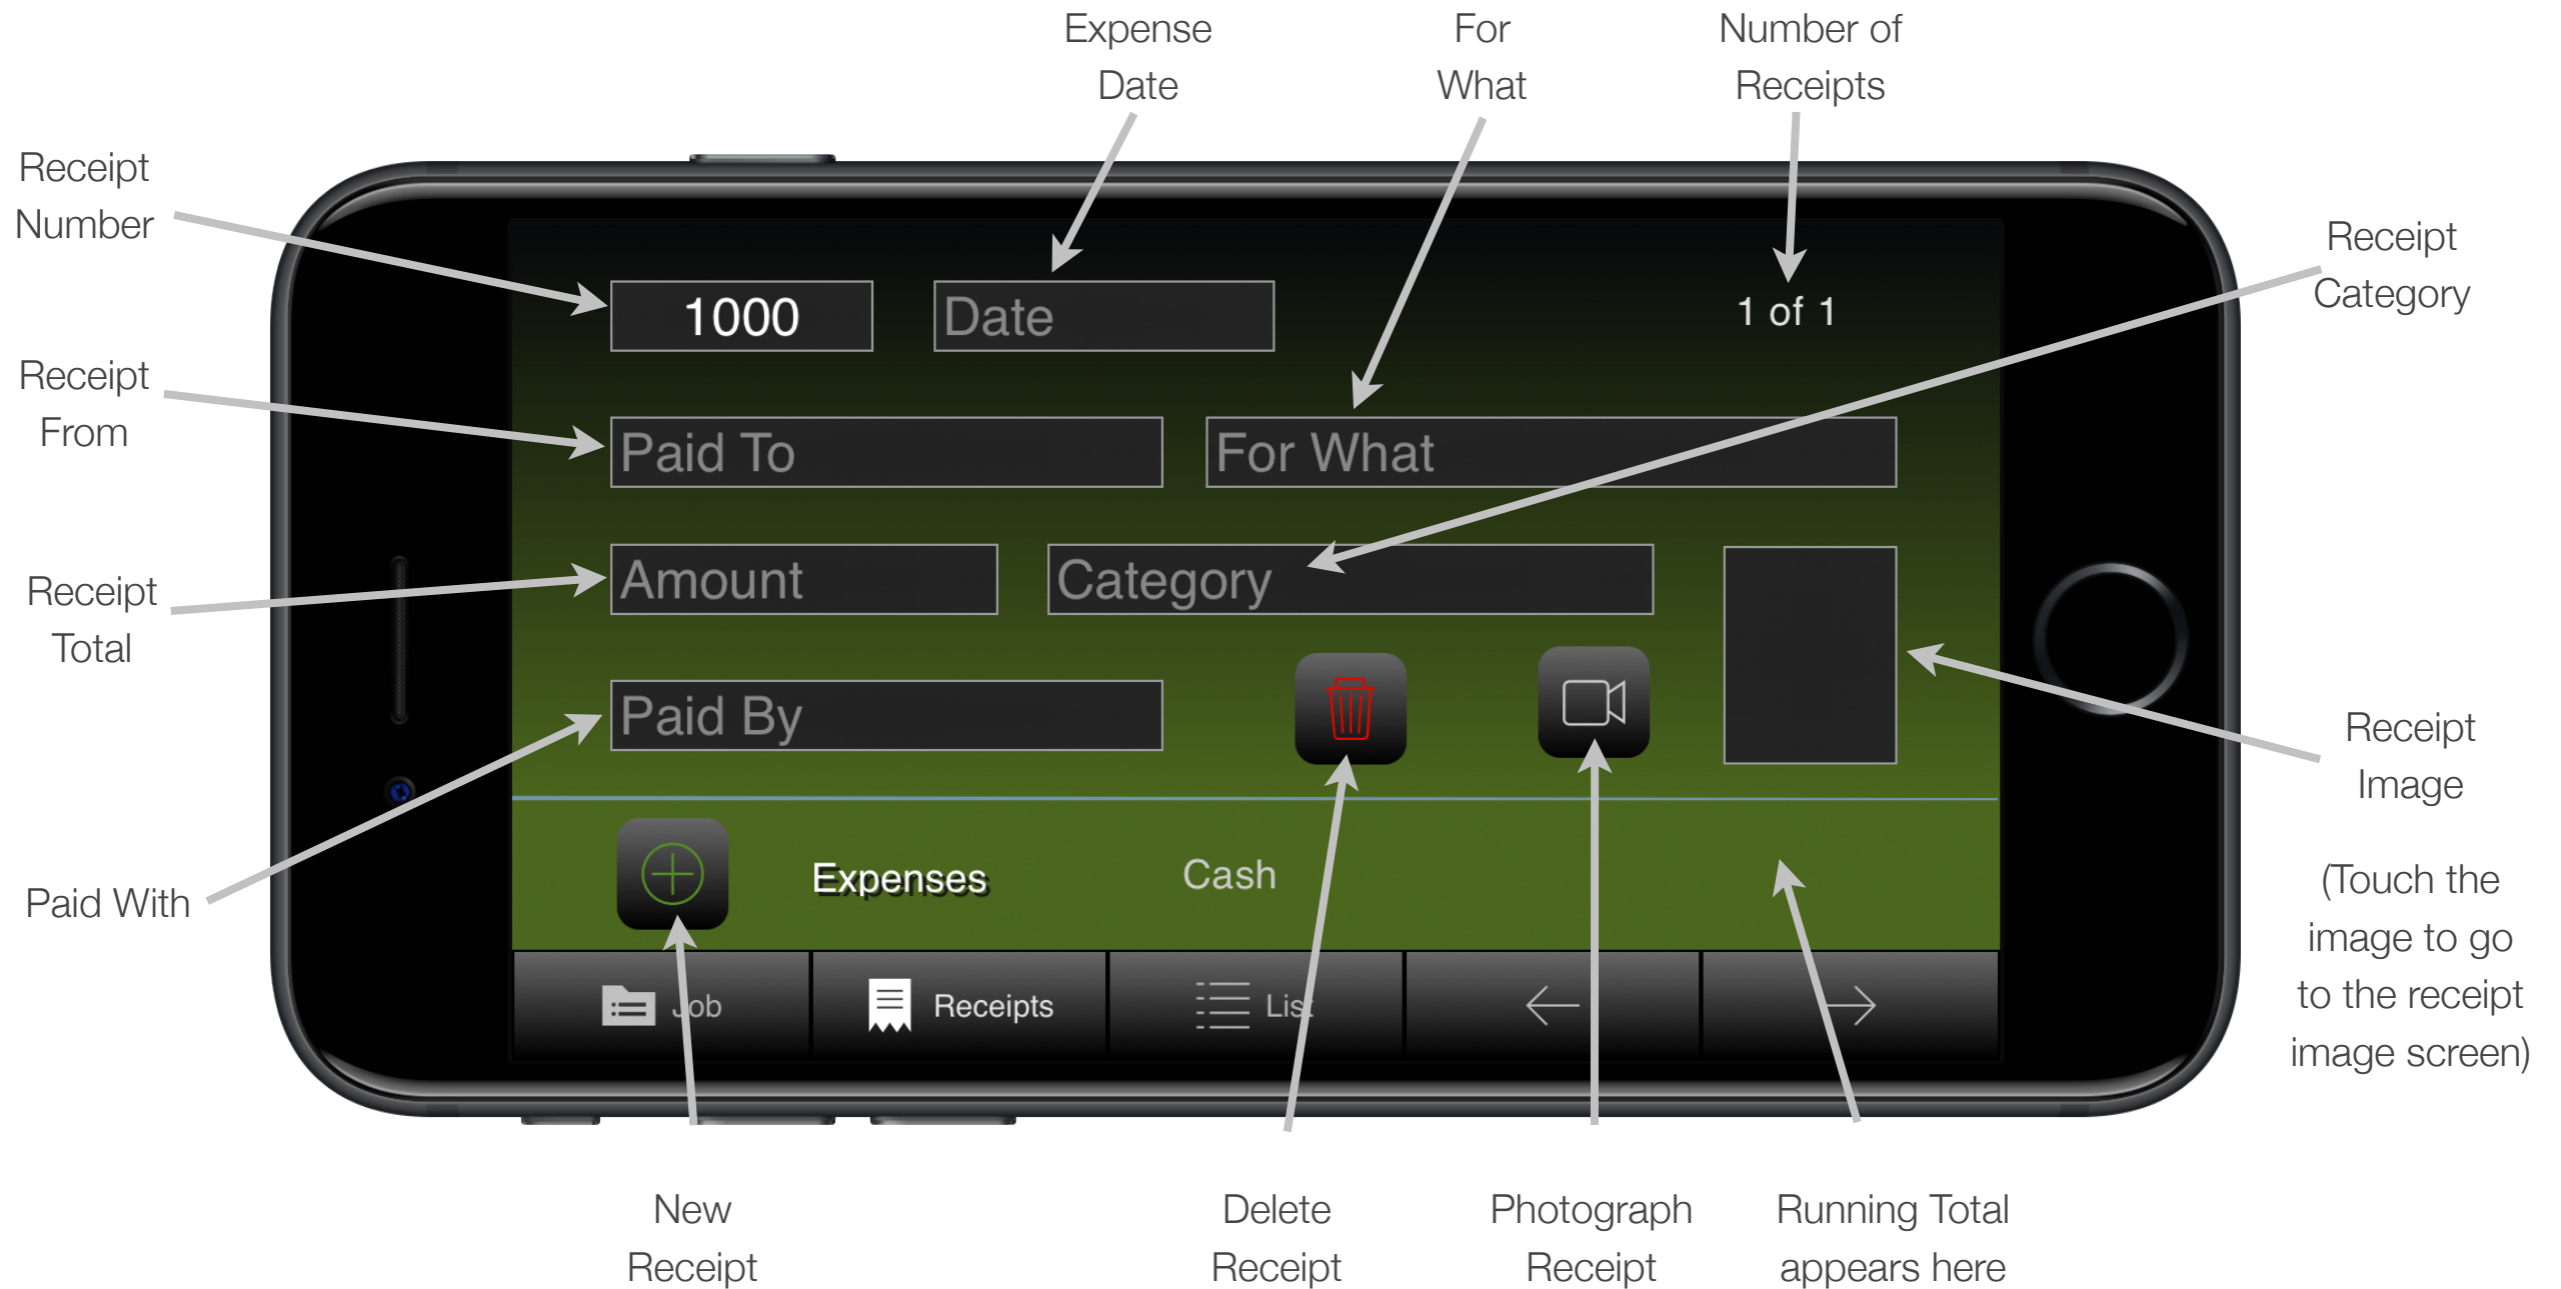 Expense
Date
For
What
Number of
Receipts
Receipt
Number
Receipt
Category
1000
Date
1 of 1
Receipt
From
Paid To
For What
Receipt
Total
Amount
Category
Paid By
Receipt
Image
(Touch the
image to go
to the receipt
image screen)
Paid With
Expenses
Cash
Job
Receipts
List
New
Receipt
Delete
Receipt
Photograph
Receipt
Running Total
appears here